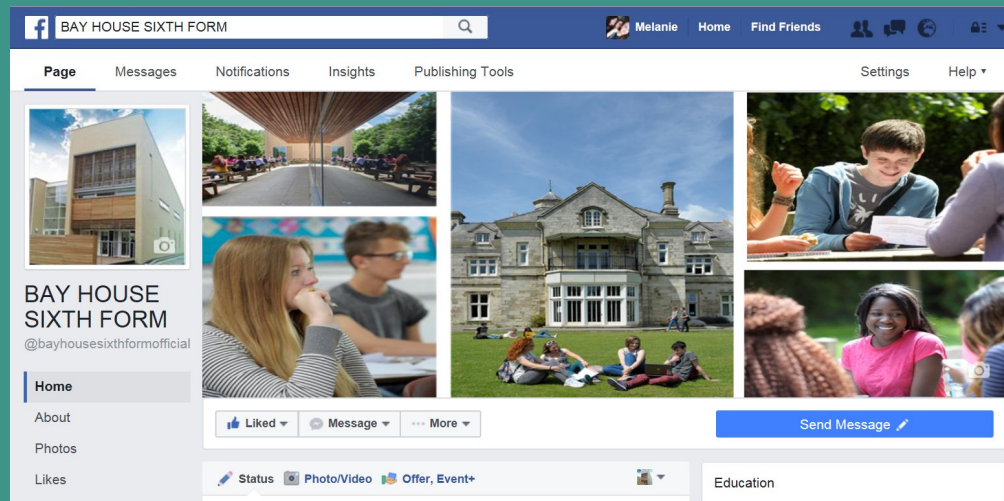 f BAY HOUSE SIXTH FORM Melanie Home Find Friends
Page Messages Notifications Insights Publishing Tools Settings Help
BAY HOUSE
SIXTH FORM
@bayhousesixthformofficial
Home
About
Photos
Likes
Liked Message More Send Message
Status Photo/Video Offer, Event+
Education